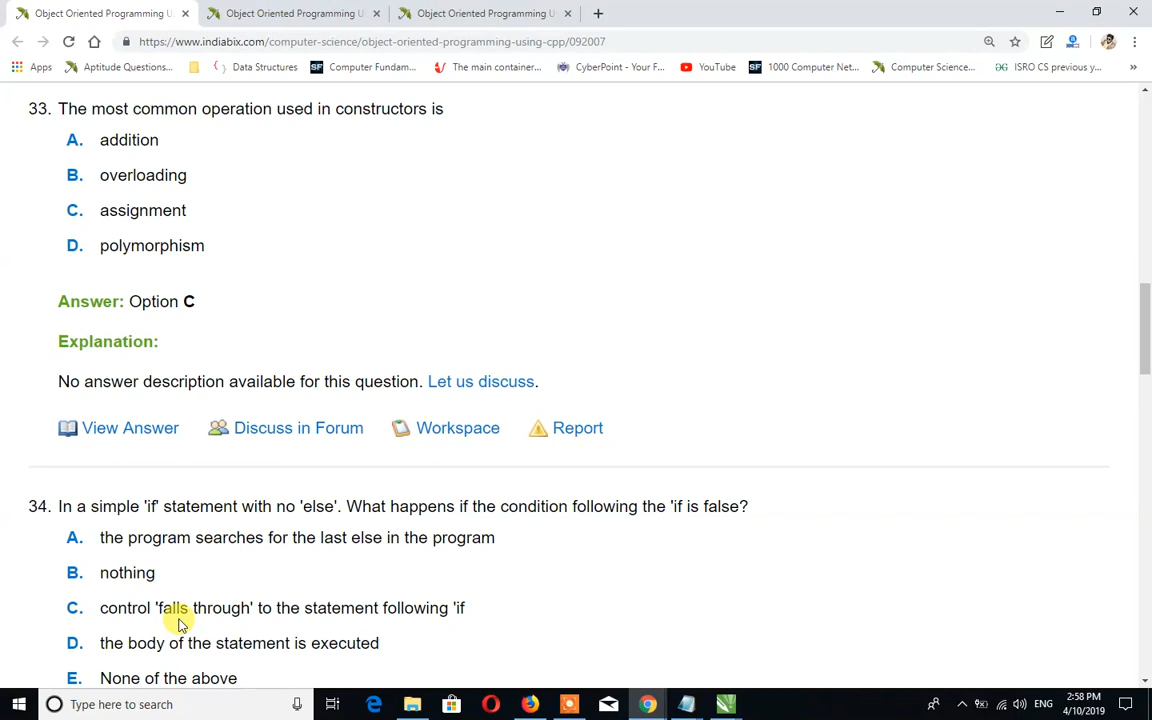 Object Oriented Programming U
Object Oriented Programming U
Object Oriented Programming U
https://www.indiabix.com/computer-science/object-oriented-programming-using-cpp/092007
Apps
Aptitude Questions...
Data Structures
SF Computer Fundam...
The main container...
CyberPoint - Your F...
YouTube
SF 1000 Computer Net...
Computer Science...
ISRO CS previous y...
»
33. The most common operation used in constructors is
A. addition
B. overloading
C. assignment
D. polymorphism
Answer: Option C
Explanation:
No answer description available for this question. Let us discuss.
View Answer Discuss in Forum Workspace Report
34. In a simple 'if' statement with no 'else'. What happens if the condition following the 'if is false?
A. the program searches for the last else in the program
B. nothing
C. control 'falls through' to the statement following 'if
D. the body of the statement is executed
E. None of the above
Type here to search
ENG
2:58 PM
4/10/2019